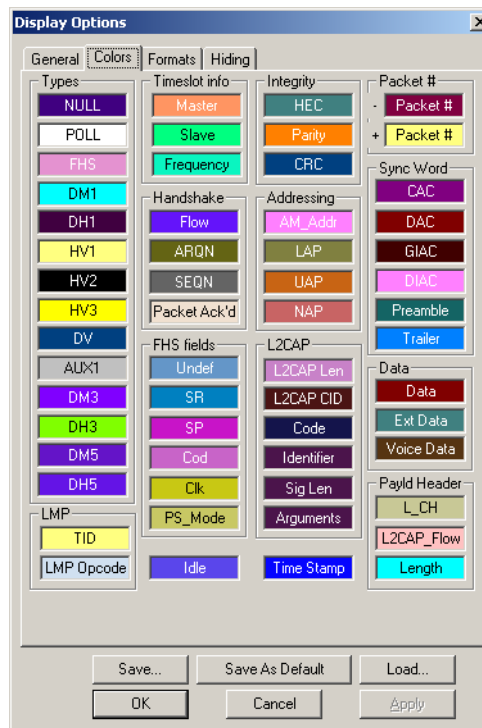 Display Options
General Colors Formats Hiding
Types
NULL
POLL
FHS
DM1
DH1
HV1
HV2
HV3
DV
AUX1
DM3
DH3
DM5
DH5
LMP
TID
LMP Opcode
Timeslot info
Master
Slave
Frequency
Handshake
Flow
ARQN
SEQN
Packet Ack'd
FHS fields
Undef
SR
SP
Cod
Clk
PS_Mode
Idle
Integrity
HEC
Parity
CRC
Addressing
AM_Addr
LAP
UAP
NAP
L2CAP
L2CAP Len
L2CAP CID
Code
Identifier
Sig Len
Arguments
Time Stamp
Packet #
- Packet #
+ Packet #
Sync Word
CAC
DAC
GIAC
DIAC
Preamble
Trailer
Data
Data
Ext Data
Voice Data
Payld Header
L_CH
L2CAP_Flow
Length
Save... Save As Default Load...
OK Cancel Apply